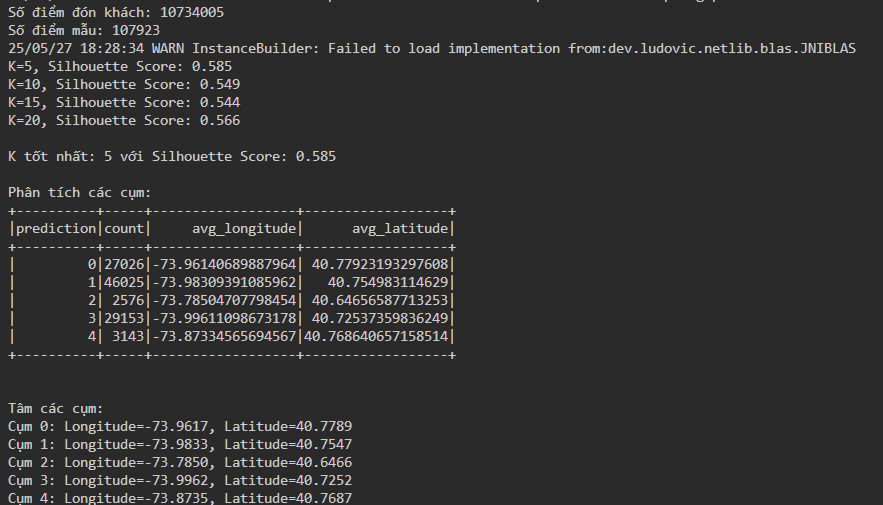 Số điểm đón khách: 10734005
Số điểm mẫu: 107923
25/05/27 18:28:34 WARN InstanceBuilder: Failed to load implementation from:dev.ludovic.netlib.blas.JNIBLAS
K=5, Silhouette Score: 0.585
K=10, Silhouette Score: 0.549
K=15, Silhouette Score: 0.544
K=20, Silhouette Score: 0.566
K tốt nhất: 5 với Silhouette Score: 0.585
Phân tích các cụm:
+----------+-----+------------------+------------------+
|prediction|count|     avg_longitude|      avg_latitude|
+----------+-----+------------------+------------------+
|         0|27026|-73.96140689887964| 40.77923193297608|
|         1|46025|-73.98309391085962|   40.754983114629|
|         2| 2576|-73.78504707798454| 40.64656587713253|
|         3|29153|-73.99611098673178| 40.72537359836249|
|         4| 3143|-73.87334565694567|40.768640657158514|
+----------+-----+------------------+------------------+
Tâm các cụm:
Cụm 0: Longitude=-73.9617, Latitude=40.7789
Cụm 1: Longitude=-73.9833, Latitude=40.7547
Cụm 2: Longitude=-73.7850, Latitude=40.6466
Cụm 3: Longitude=-73.9962, Latitude=40.7252
Cụm 4: Longitude=-73.8735, Latitude=40.7687